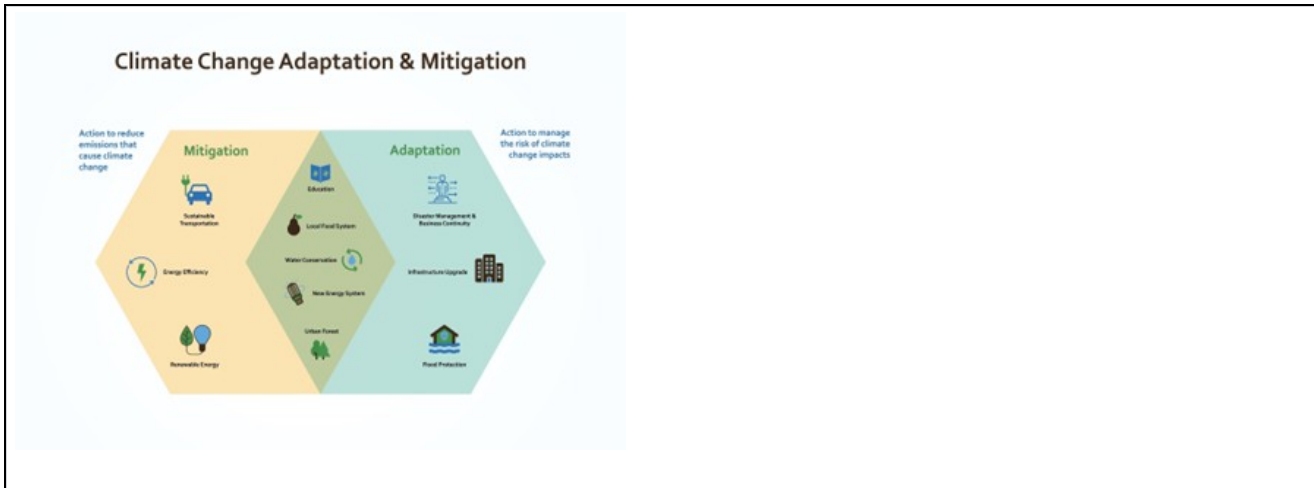 Climate Change Adaptation & Mitigation
Action to reduce
emissions that
cause climate
change
Mitigation
Sustainable
Transportation
Energy Efficiency
Renewable Energy
Education
Local Food System
Water Conservation
New Energy System
Urban Forest
Adaptation
Action to manage
the risk of climate
change impacts
Disaster Management &
Business Continuity
Infrastructure Upgrade
Flood Protection